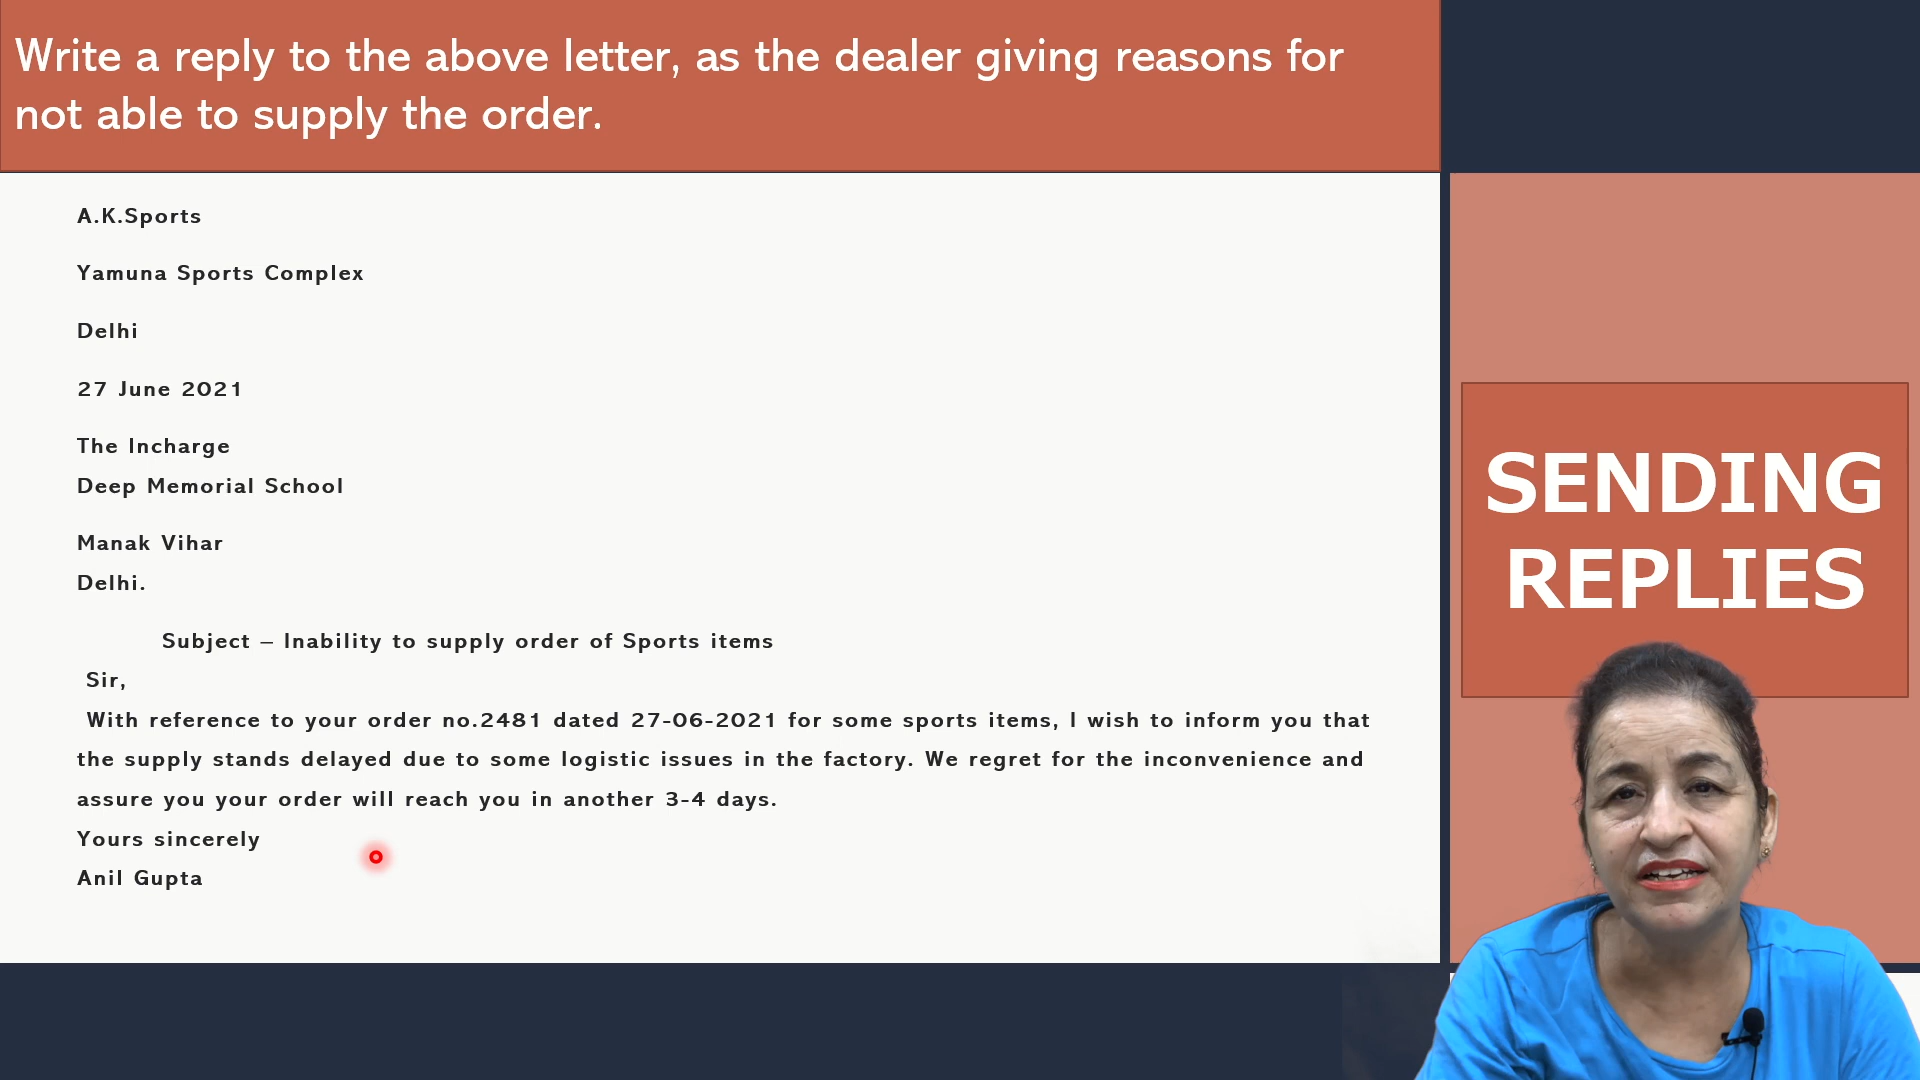 Write a reply to the above letter, as the dealer giving reasons for
not able to supply the order.
A.K.Sports
Yamuna Sports Complex
Delhi
27 June 2021
The Incharge
Deep Memorial School
Manak Vihar
Delhi.
Subject – Inability to supply order of Sports items
Sir,
With reference to your order no.2481 dated 27-06-2021 for some sports items, I wish to inform you that
the supply stands delayed due to some logistic issues in the factory. We regret for the inconvenience and
assure you your order will reach you in another 3-4 days.
Yours sincerely
Anil Gupta
SENDING
REPLIES